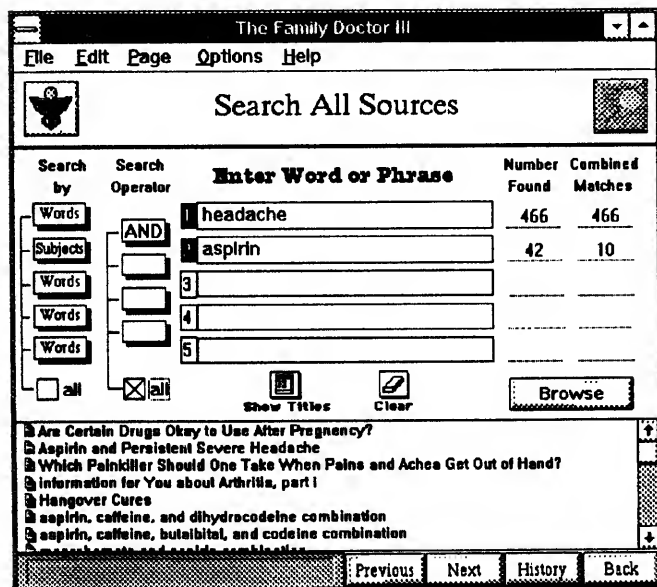 The Family Doctor III
File Edit Page Options Help
Search All Sources
Search by Search Operator Enter Word or Phrase Number Found Combined Matches
Words AND 1 headache 466 466
Subjects aspirin 42 10
Words 3
Words 4
Words 5
all all Show Titles Clear Browse
Are Certain Drugs Okay to Use After Pregnancy?
Aspirin and Persistent Severe Headache
Which Painkiller Should One Take When Pains and Aches Get Out of Hand?
information for You about Arthritis, part i
Hangover Cures
aspirin, caffeine, and dihydrocodeine combination
aspirin, caffeine, butalbital, and codeine combination
meprobamate and aspirin combination
Previous Next History Back